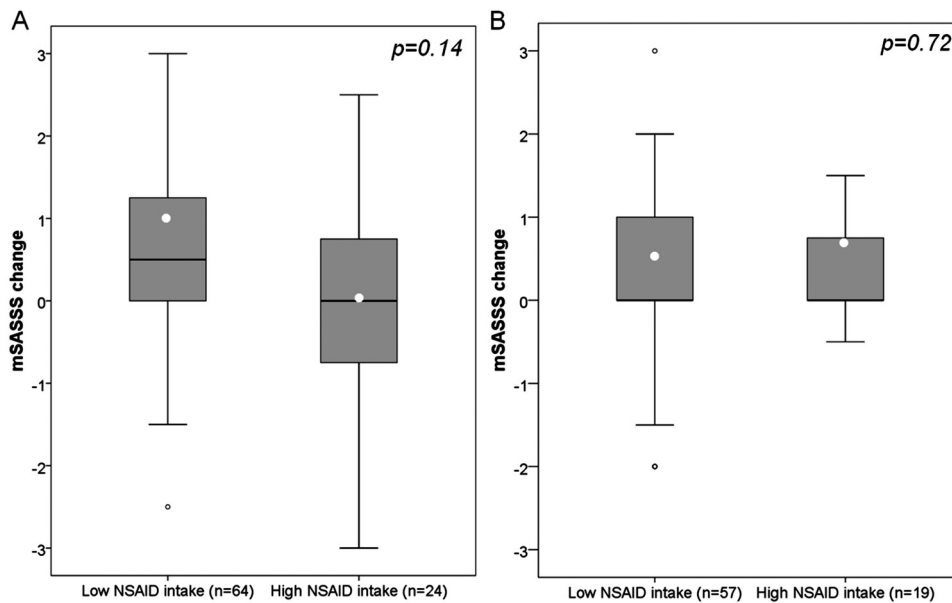 A
p=0.14
3
2
1
0
-1
-2
-3
mSASSS change
Low NSAID intake (n=64) High NSAID intake (n=24)
B
p=0.72
3
2
1
0
-1
-2
-3
mSASSS change
Low NSAID intake (n=57) High NSAID intake (n=19)